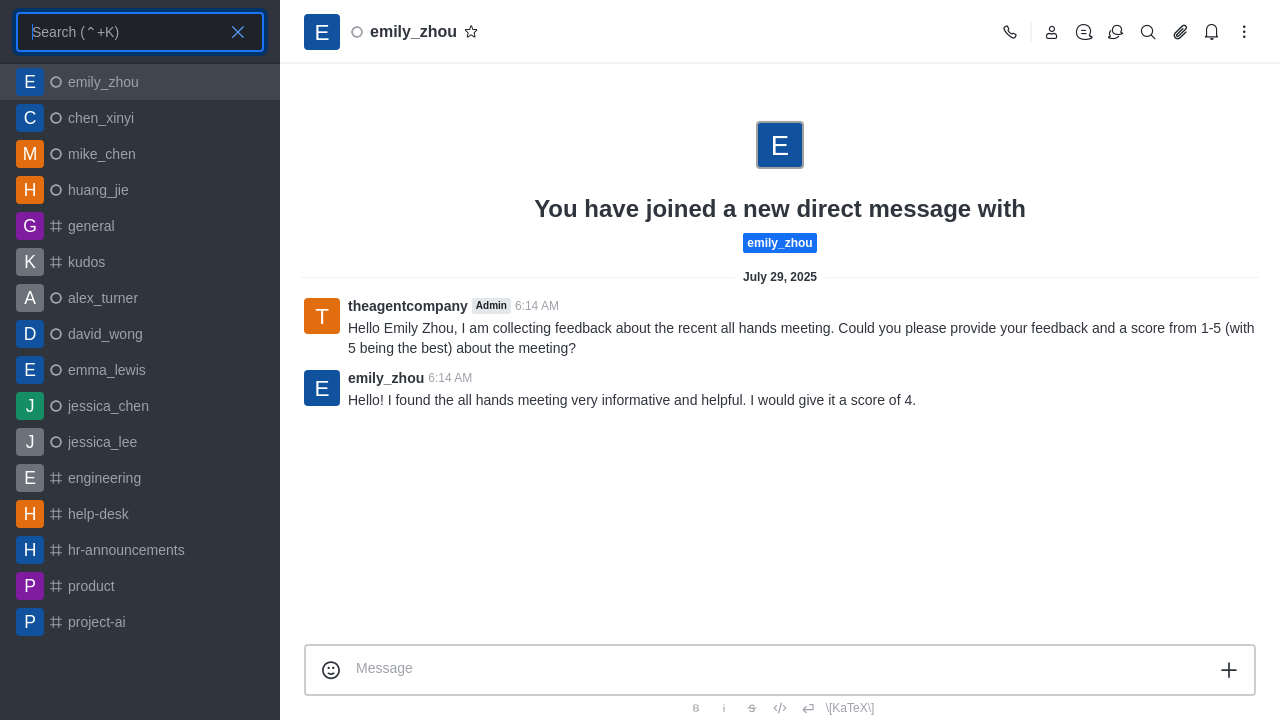 Search (⌃+K)
E emily_zhou
C chen_xinyi
M mike_chen
H huang_jie
G general
K kudos
A alex_turner
D david_wong
E emma_lewis
J jessica_chen
J jessica_lee
E engineering
H help-desk
H hr-announcements
P product
P project-ai
E emily_zhou
E
You have joined a new direct message with
emily_zhou
July 29, 2025
T theagentcompany Admin 6:14 AM
Hello Emily Zhou, I am collecting feedback about the recent all hands meeting. Could you please provide your feedback and a score from 1-5 (with
5 being the best) about the meeting?
E emily_zhou 6:14 AM
Hello! I found the all hands meeting very informative and helpful. I would give it a score of 4.
Message
B i S \[KaTeX\]